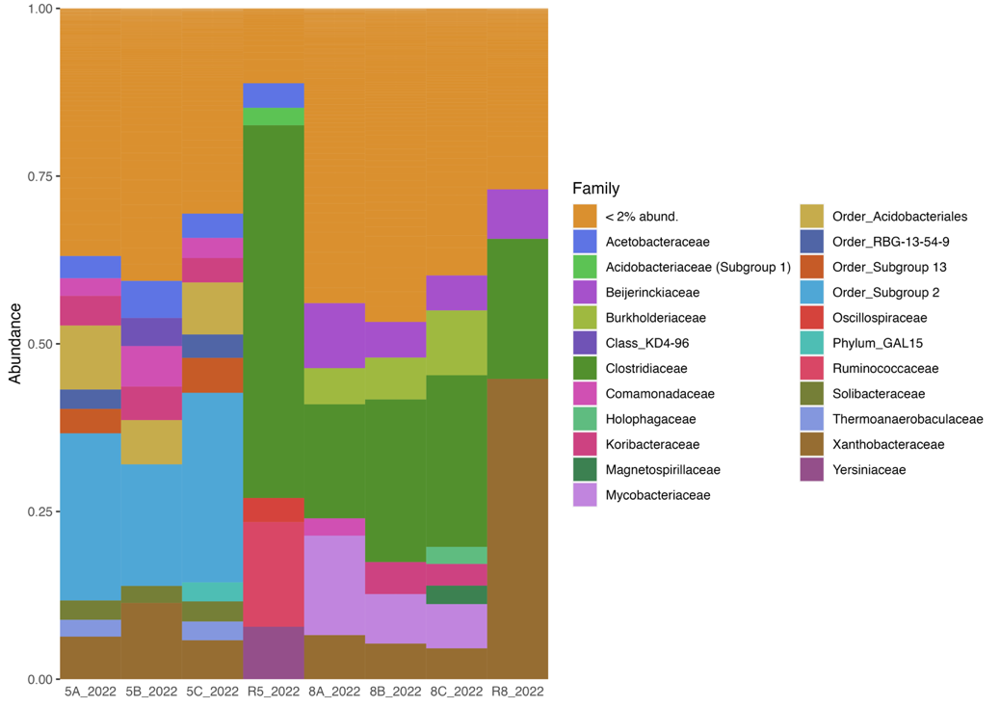 1.00
0.75
0.50
0.25
0.00
Abundance
5A_2022 5B_2022 5C_2022 R5_2022 8A_2022 8B_2022 8C_2022 R8_2022
Family
< 2% abund.
Acetobacteraceae
Acidobacteriaceae (Subgroup 1)
Beijerinckiaceae
Burkholderiaceae
Class_KD4-96
Clostridiaceae
Comamonadaceae
Holophagaceae
Koribacteraceae
Magnetospirillaceae
Mycobacteriaceae
Order_Acidobacteriales
Order_RBG-13-54-9
Order_Subgroup 13
Order_Subgroup 2
Oscillospiraceae
Phylum_GAL15
Ruminococcaceae
Solibacteraceae
Thermoanaerobaculaceae
Xanthobacteraceae
Yersiniaceae